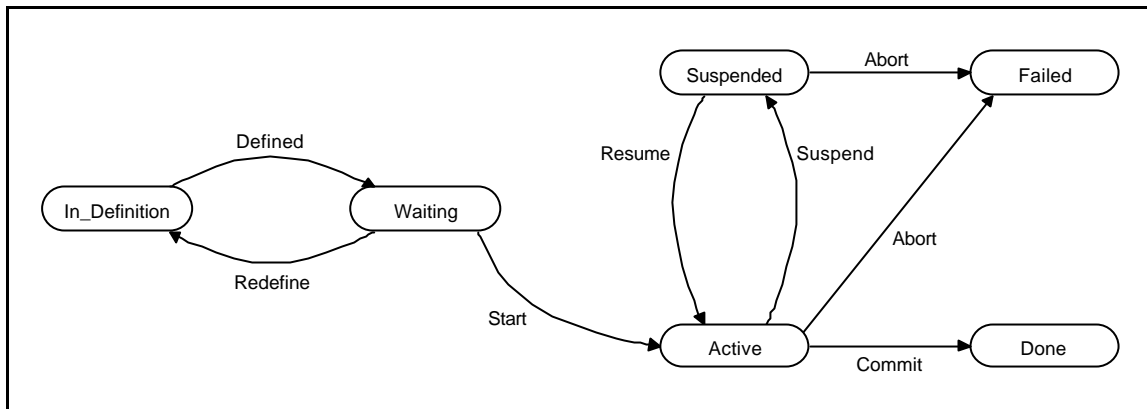 Abort
Suspended
Failed
Defined
Resume
Suspend
In_Definition
Waiting
Abort
Redefine
Start
Active
Done
Commit